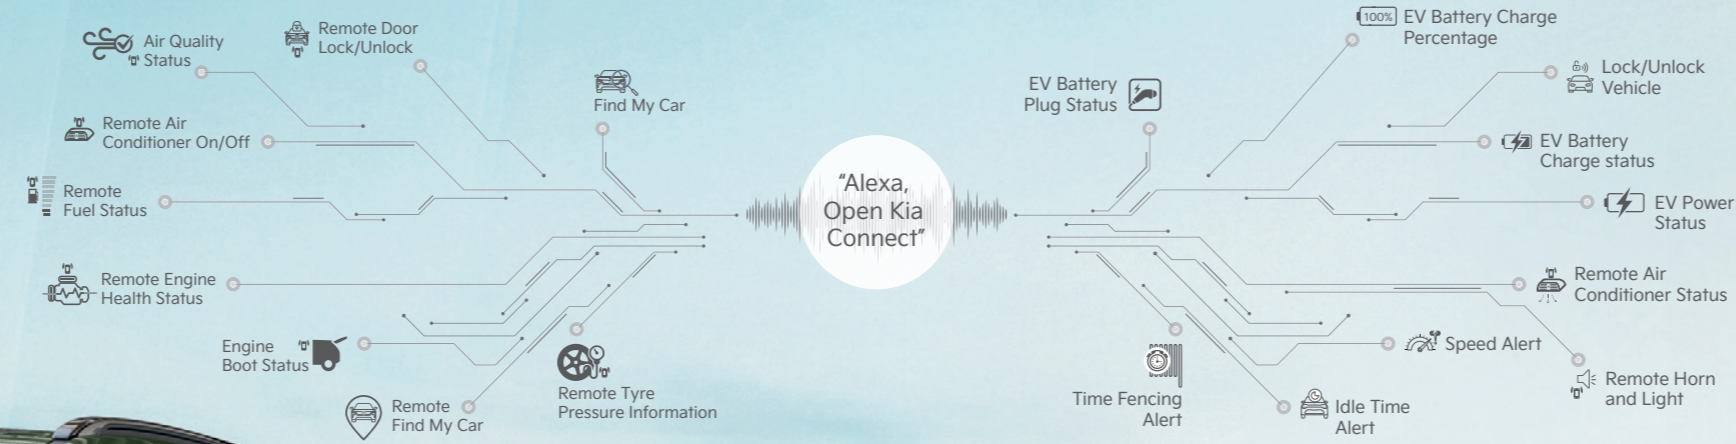 Air Quality
Status
Remote Door
Lock/Unlock
Find My Car
Remote Air
Conditioner On/Off
Remote
Fuel Status
Remote Engine
Health Status
Engine
Boot Status
Remote
Find My Car
Remote Tyre
Pressure Information
“Alexa,
Open Kia
Connect”
EV Battery
Plug Status
100%
EV Battery Charge
Percentage
Lock/Unlock
Vehicle
EV Battery
Charge status
EV Power
Status
Remote Air
Conditioner Status
Speed Alert
Remote Horn
and Light
Time Fencing
Alert
Idle Time
Alert